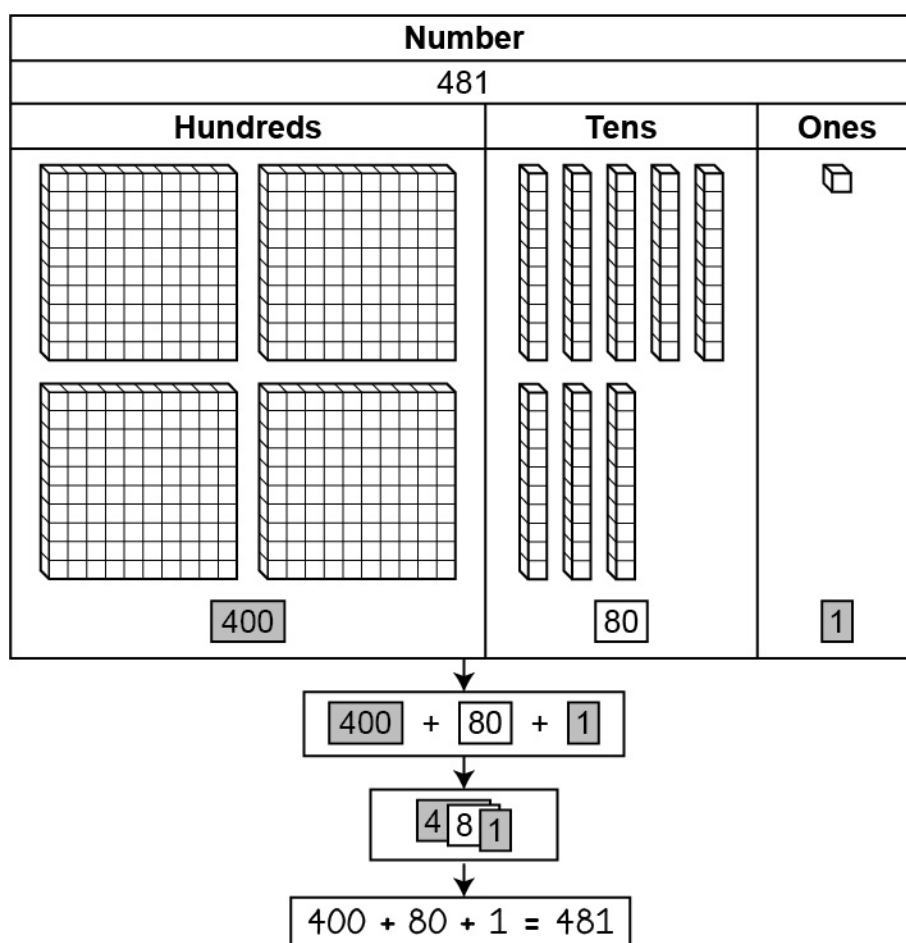 Number
481
Hundreds Tens Ones
400 80 1
400 + 80 + 1
4 8 1
400 + 80 + 1 = 481